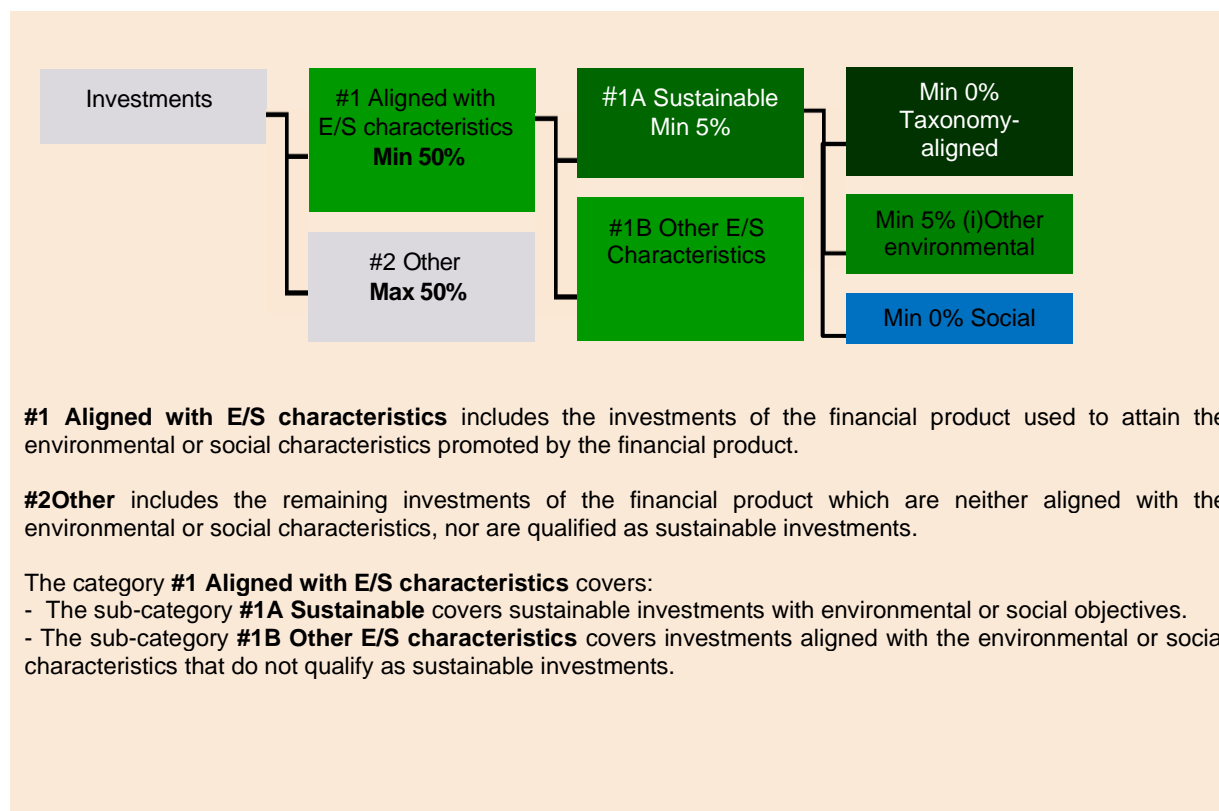 Investments
#1 Aligned with
E/S characteristics
Min 50%
#2 Other
Max 50%
#1A Sustainable
Min 5%
#1B Other E/S
Characteristics
Min 0%
Taxonomy-
aligned
Min 5% (i)Other
environmental
Min 0% Social
#1 Aligned with E/S characteristics includes the investments of the financial product used to attain the
environmental or social characteristics promoted by the financial product.
#2Other includes the remaining investments of the financial product which are neither aligned with the
environmental or social characteristics, nor are qualified as sustainable investments.
The category #1 Aligned with E/S characteristics covers:
- The sub-category #1A Sustainable covers sustainable investments with environmental or social objectives.
- The sub-category #1B Other E/S characteristics covers investments aligned with the environmental or social
characteristics that do not qualify as sustainable investments.